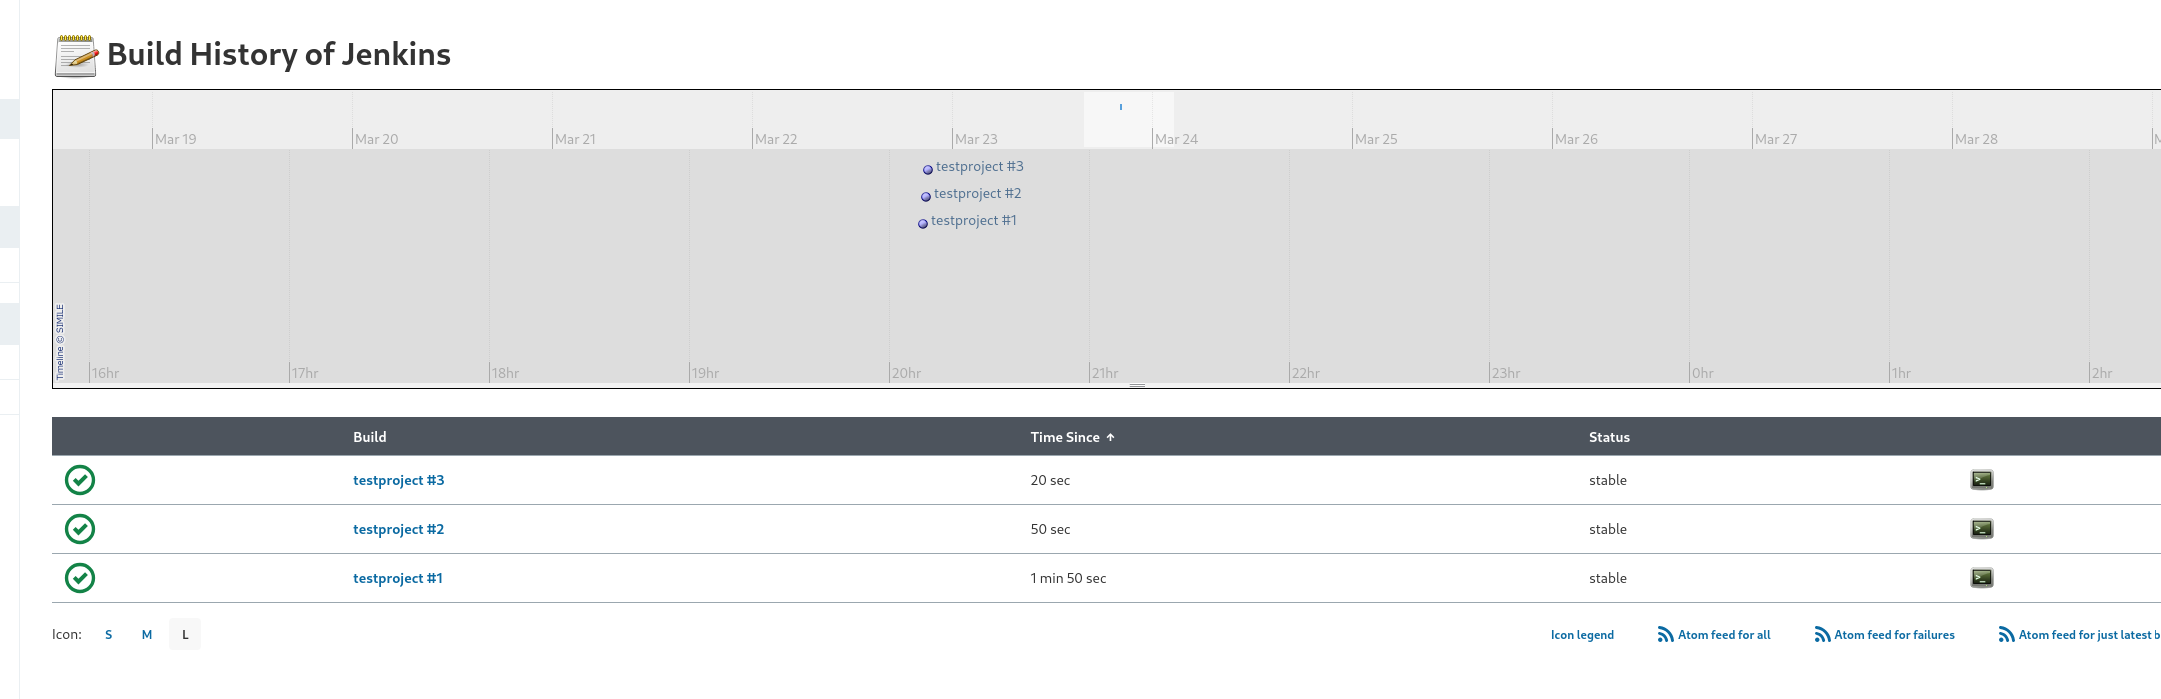 Build History of Jenkins
Mar 19 Mar 20 Mar 21 Mar 22 Mar 23 Mar 24 Mar 25 Mar 26 Mar 27 Mar 28
testproject #3
testproject #2
testproject #1
Timeline © SIMILE
16hr 17hr 18hr 19hr 20hr 21hr 22hr 23hr 0hr 1hr 2hr
Build Time Since ↑ Status
testproject #3 20 sec stable
testproject #2 50 sec stable
testproject #1 1 min 50 sec stable
Icon: S M L Icon legend Atom feed for all Atom feed for failures Atom feed for just latest